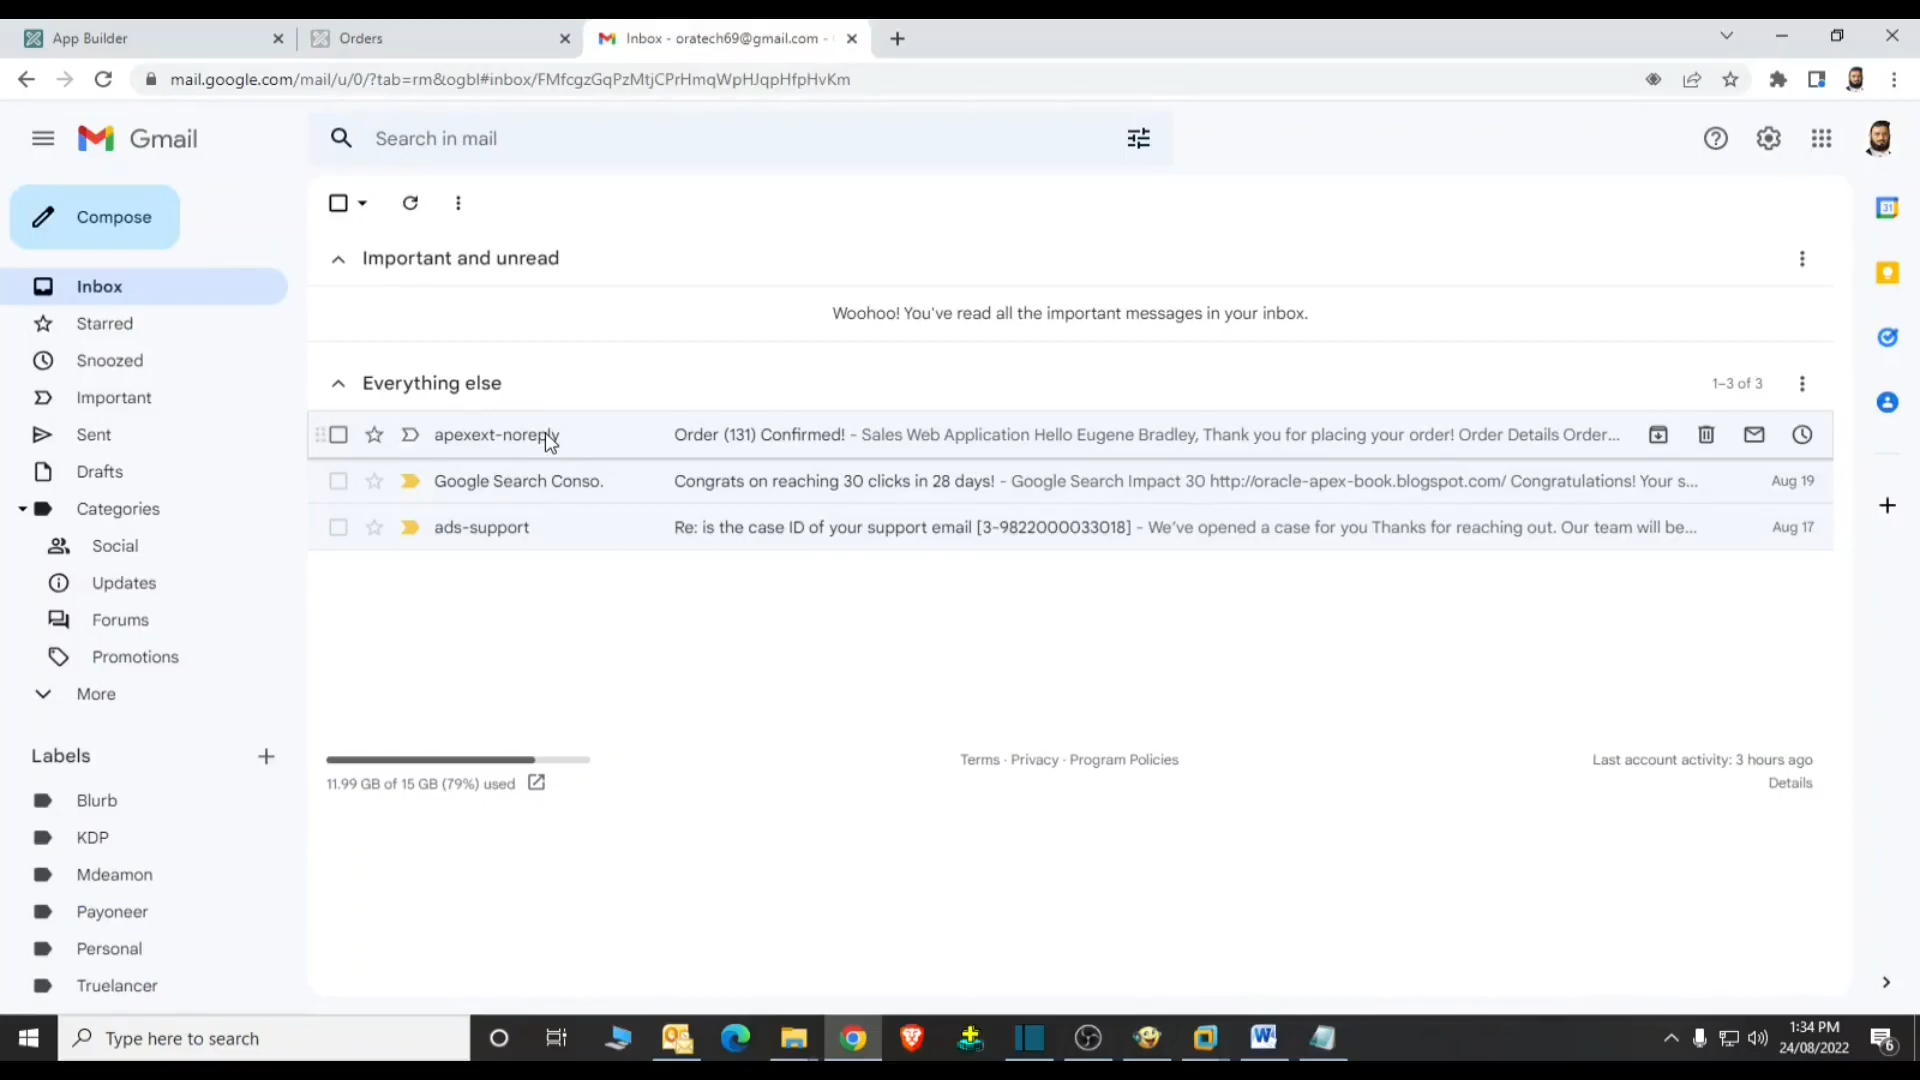 App Builder
Orders
Inbox - oratech69@gmail.com -
mail.google.com/mail/u/0/?tab=rm&ogbl#inbox/FMfcgzGqPzMtjCPrHmqWpHJqpHfpHvKm
Gmail
Search in mail
Compose
Important and unread
Inbox
Woohoo! You've read all the important messages in your inbox.
Starred
Snoozed
Everything else
1–3 of 3
Important
Sent
apexext-noreply
Order (131) Confirmed! - Sales Web Application Hello Eugene Bradley, Thank you for placing your order! Order Details Order...
Drafts
Google Search Conso.
Congrats on reaching 30 clicks in 28 days! - Google Search Impact 30 http://oracle-apex-book.blogspot.com/ Congratulations! Your s...
Aug 19
Categories
ads-support
Re: is the case ID of your support email [3-9822000033018] - We've opened a case for you Thanks for reaching out. Our team will be...
Aug 17
Social
Updates
Forums
Promotions
More
Labels
11.99 GB of 15 GB (79%) used
Terms · Privacy · Program Policies
Last account activity: 3 hours ago
Details
Blurb
KDP
Mdeamon
Payoneer
Personal
Truelancer
31
Type here to search
1:34 PM
24/08/2022
6